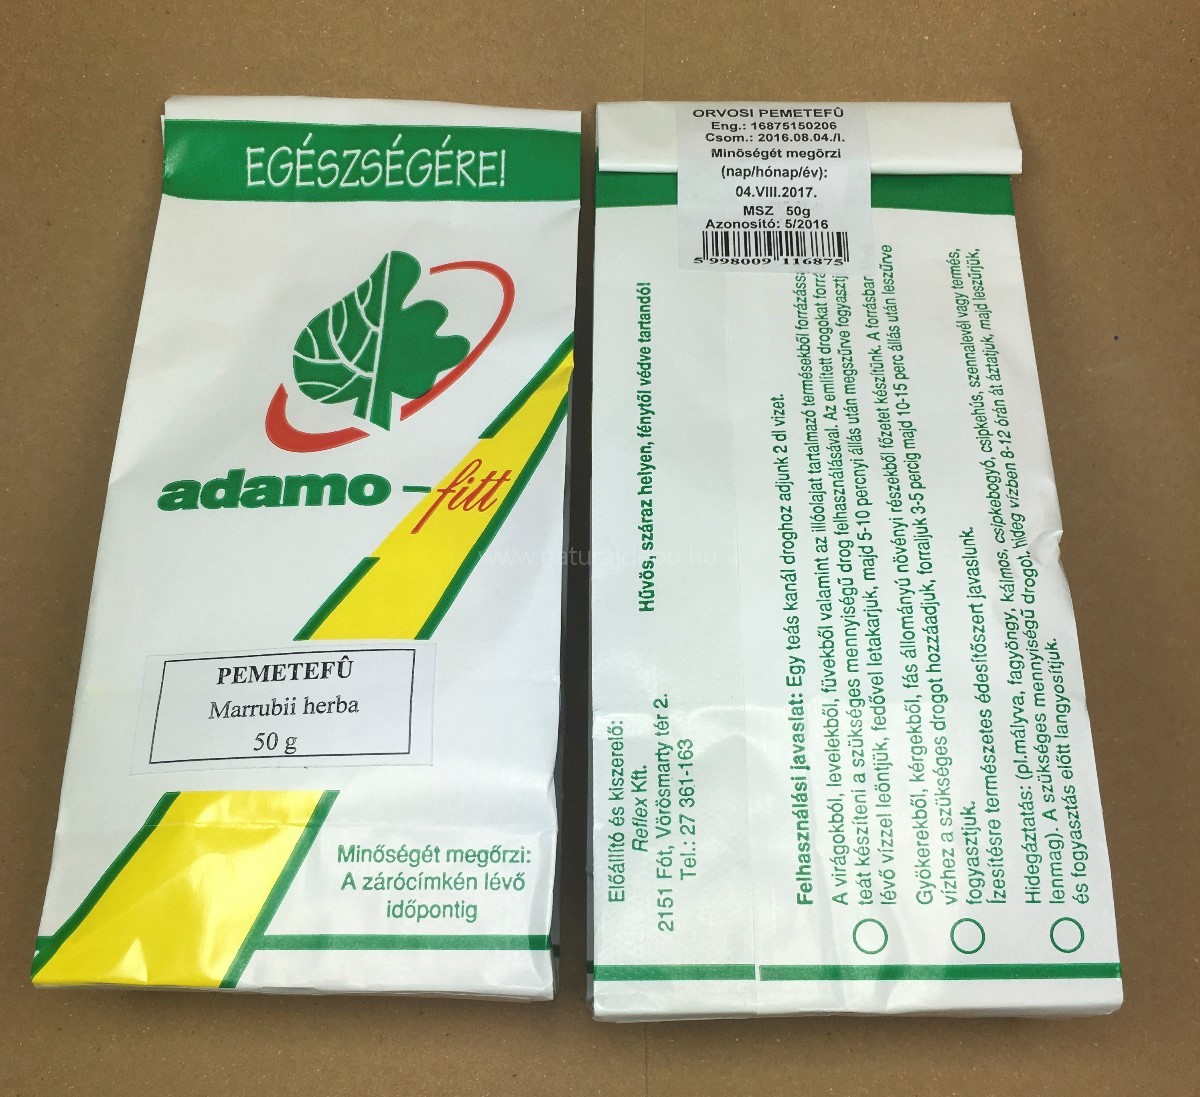 EGÉSZSÉGÉRE!
adamo-fitt
PEMETEFÛ
Marrubii herba
50 g
Minőségét megőrzi:
A zárócímkén lévő
időpontig
ORVOSI PEMETEFÛ
Eng.: 16875150206
Csom.: 2016.08.04./I.
Minõségét megõrzi
(nap/hónap/év):
04.VIII.2017.
MSZ 50g
Azonosító: 5/2016
5 998009 116875
Előállító és kiszerelő:
Reflex Kft.
2151 Fót, Vörösmarty tér 2.
Tel.: 27 361-163
Hűvös, száraz helyen, fénytől védve tartandó!
Felhasználási javaslat: Egy teás kanál droghoz adjunk 2 dl vizet.
A virágokból, levelekből, füvekből valamint az illóolajat tartalmazó termésekből forrázással
teát készíteni a szükséges mennyiségű drog felhasználásával. Az említett drogokat
lévő vízzel leöntjük, fedővel letakarjuk, majd 5-10 percnyi állás után megszűrve
Gyökerekből, kérgekből, fás állományú növényi részekből főzetet készítünk. A forrásban
vízhez a szükséges drogot hozzáadjuk, forraljuk 3-5 percig majd 10-15 perc állás után leszűrve
fogyasztjuk.
Ízesítésre természetes édesítőszert javaslunk.
Hidegáztatás: (pl.mályva, fagyöngy, kálmos, csipkebogyó, csipkehús, szennalevél vagy termés,
lenmag). A szükséges mennyiségű drogot, hideg vízben 8-12 órán át áztatjuk, majd leszűrjük,
és fogyasztás előtt langyosítjuk.